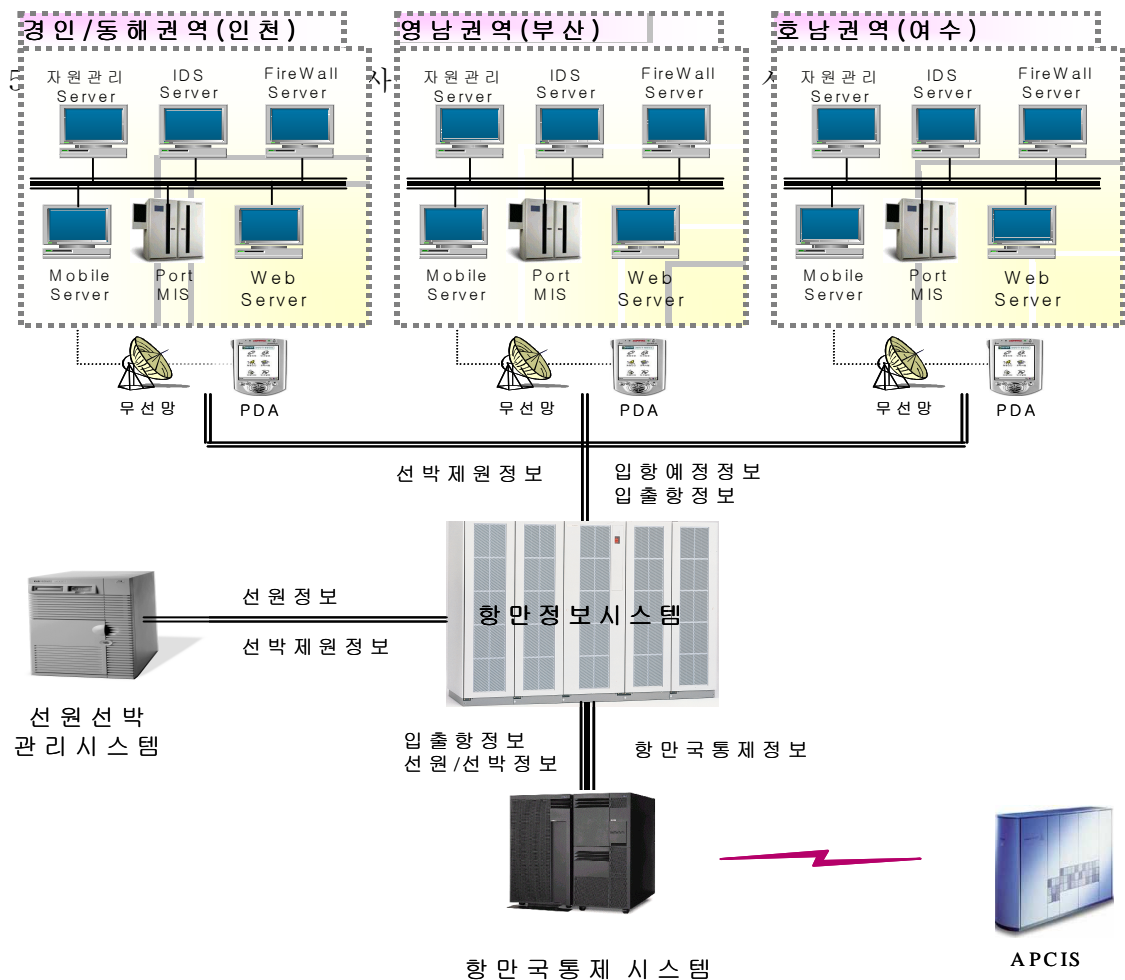 경인/동해권역(인천)
영남권역(부산)
호남권역(여수)
5
사
자원관리
Server
IDS
Server
FireWall
Server
자원관리
Server
IDS
Server
FireWall
Server
자원관리
Server
IDS
Server
FireWall
Server
Mobile
Server
Port
MIS
Web
Server
Mobile
Server
Port
MIS
Web
Server
Mobile
Server
Port
MIS
Web
Server
무선망
PDA
무선망
PDA
무선망
PDA
선박제원정보
입항예정정보
입출항정보
항만정보시스템
선원정보
선박제원정보
선원선박
관리시스템
입출항정보
선원/선박정보
항만국통제정보
항만국통제 시스템
APCIS